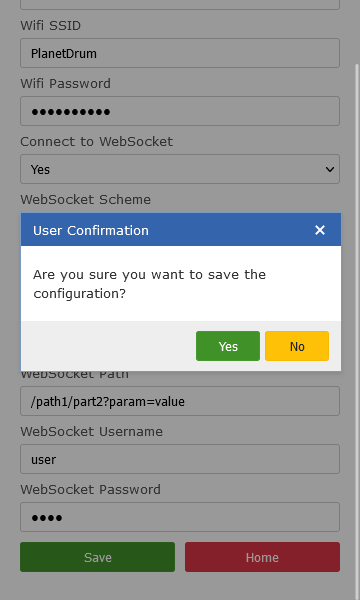 Wifi SSID
PlanetDrum
Wifi Password
●●●●●●●●●●
Connect to WebSocket
Yes
WebSocket Scheme
User Confirmation ×
Are you sure you want to save the
configuration?
Yes No
WebSocket Path
/path1/part2?param=value
WebSocket Username
user
WebSocket Password
●●●●
Save Home